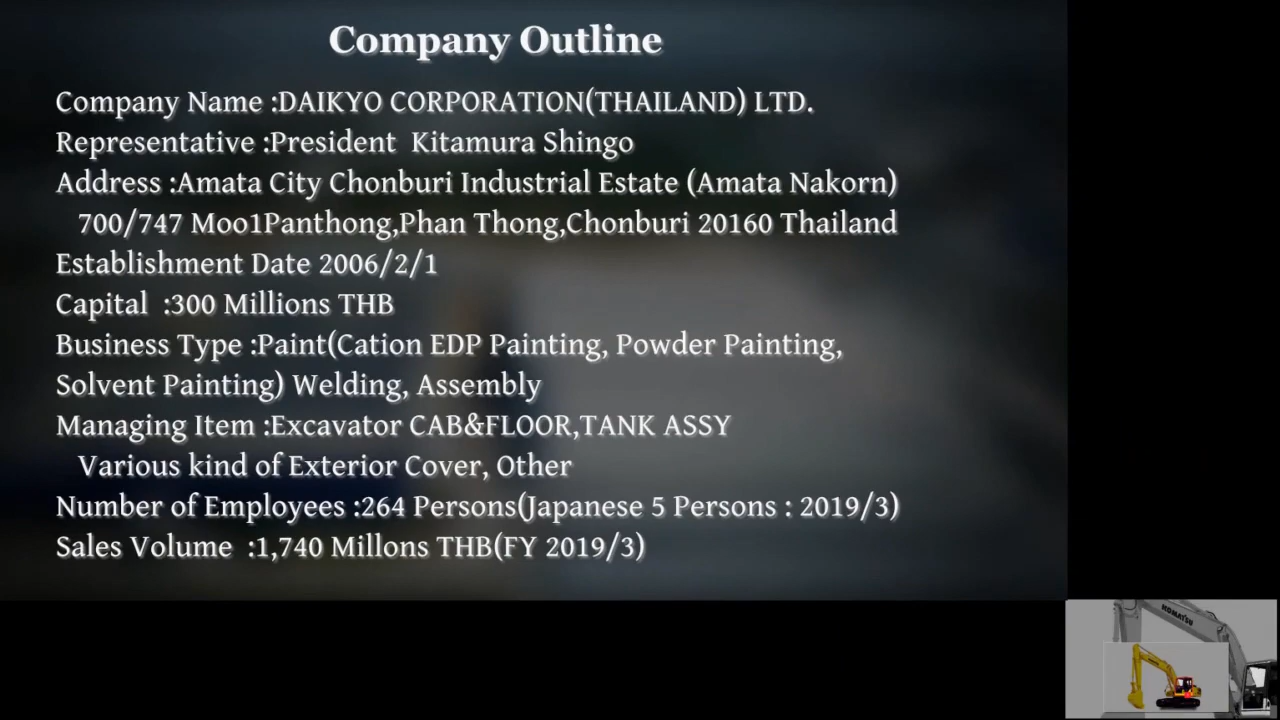 Company Outline
Company Name :DAIKYO CORPORATION(THAILAND) LTD.
Representative :President  Kitamura Shingo
Address :Amata City Chonburi Industrial Estate (Amata Nakorn)
700/747 Moo1Panthong,Phan Thong,Chonburi 20160 Thailand
Establishment Date 2006/2/1
Capital  :300 Millions THB
Business Type :Paint(Cation EDP Painting, Powder Painting,
Solvent Painting) Welding, Assembly
Managing Item :Excavator CAB&FLOOR,TANK ASSY
Various kind of Exterior Cover, Other
Number of Employees :264 Persons(Japanese 5 Persons : 2019/3)
Sales Volume  :1,740 Millons THB(FY 2019/3)
KOMATSU